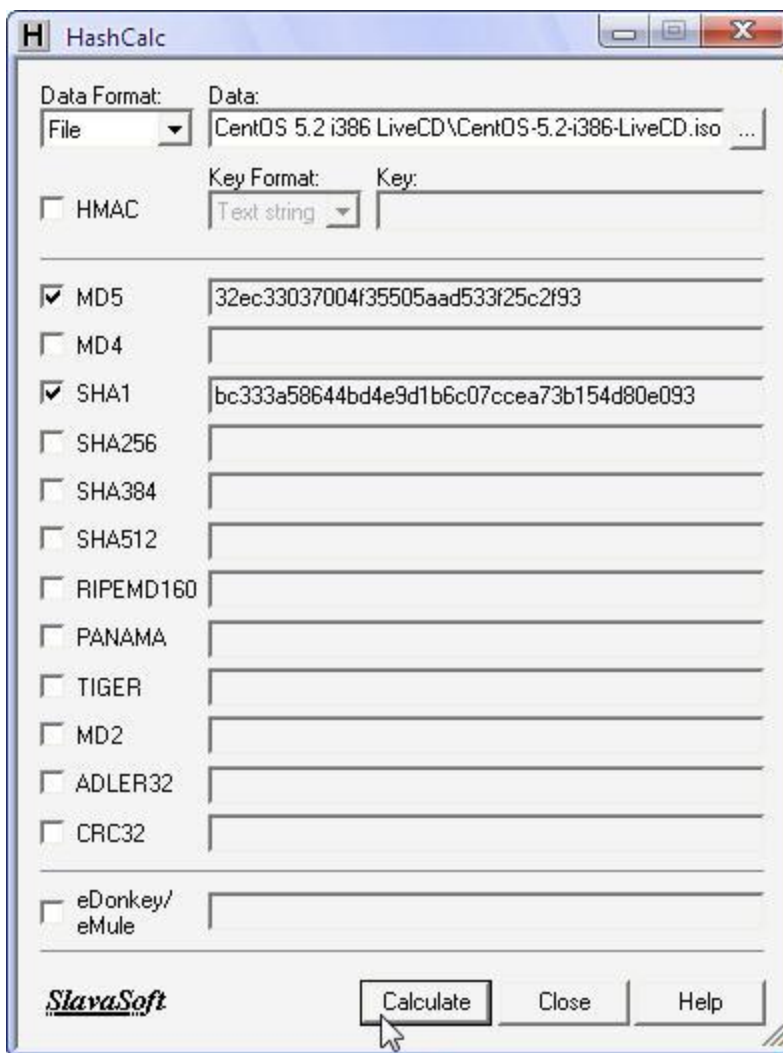 H HashCalc
Data Format: Data:
File CentOS 5.2 i386 LiveCD\CentOS-5.2-i386-LiveCD.iso ...
Key Format: Key:
HMAC Text string
MD5 32ec33037004f35505aad533f25c2f93
MD4
SHA1 bc333a58644bd4e9d1b6c07ccea73b154d80e093
SHA256
SHA384
SHA512
RIPEMD160
PANAMA
TIGER
MD2
ADLER32
CRC32
eDonkey/
eMule
SlavaSoft Calculate Close Help